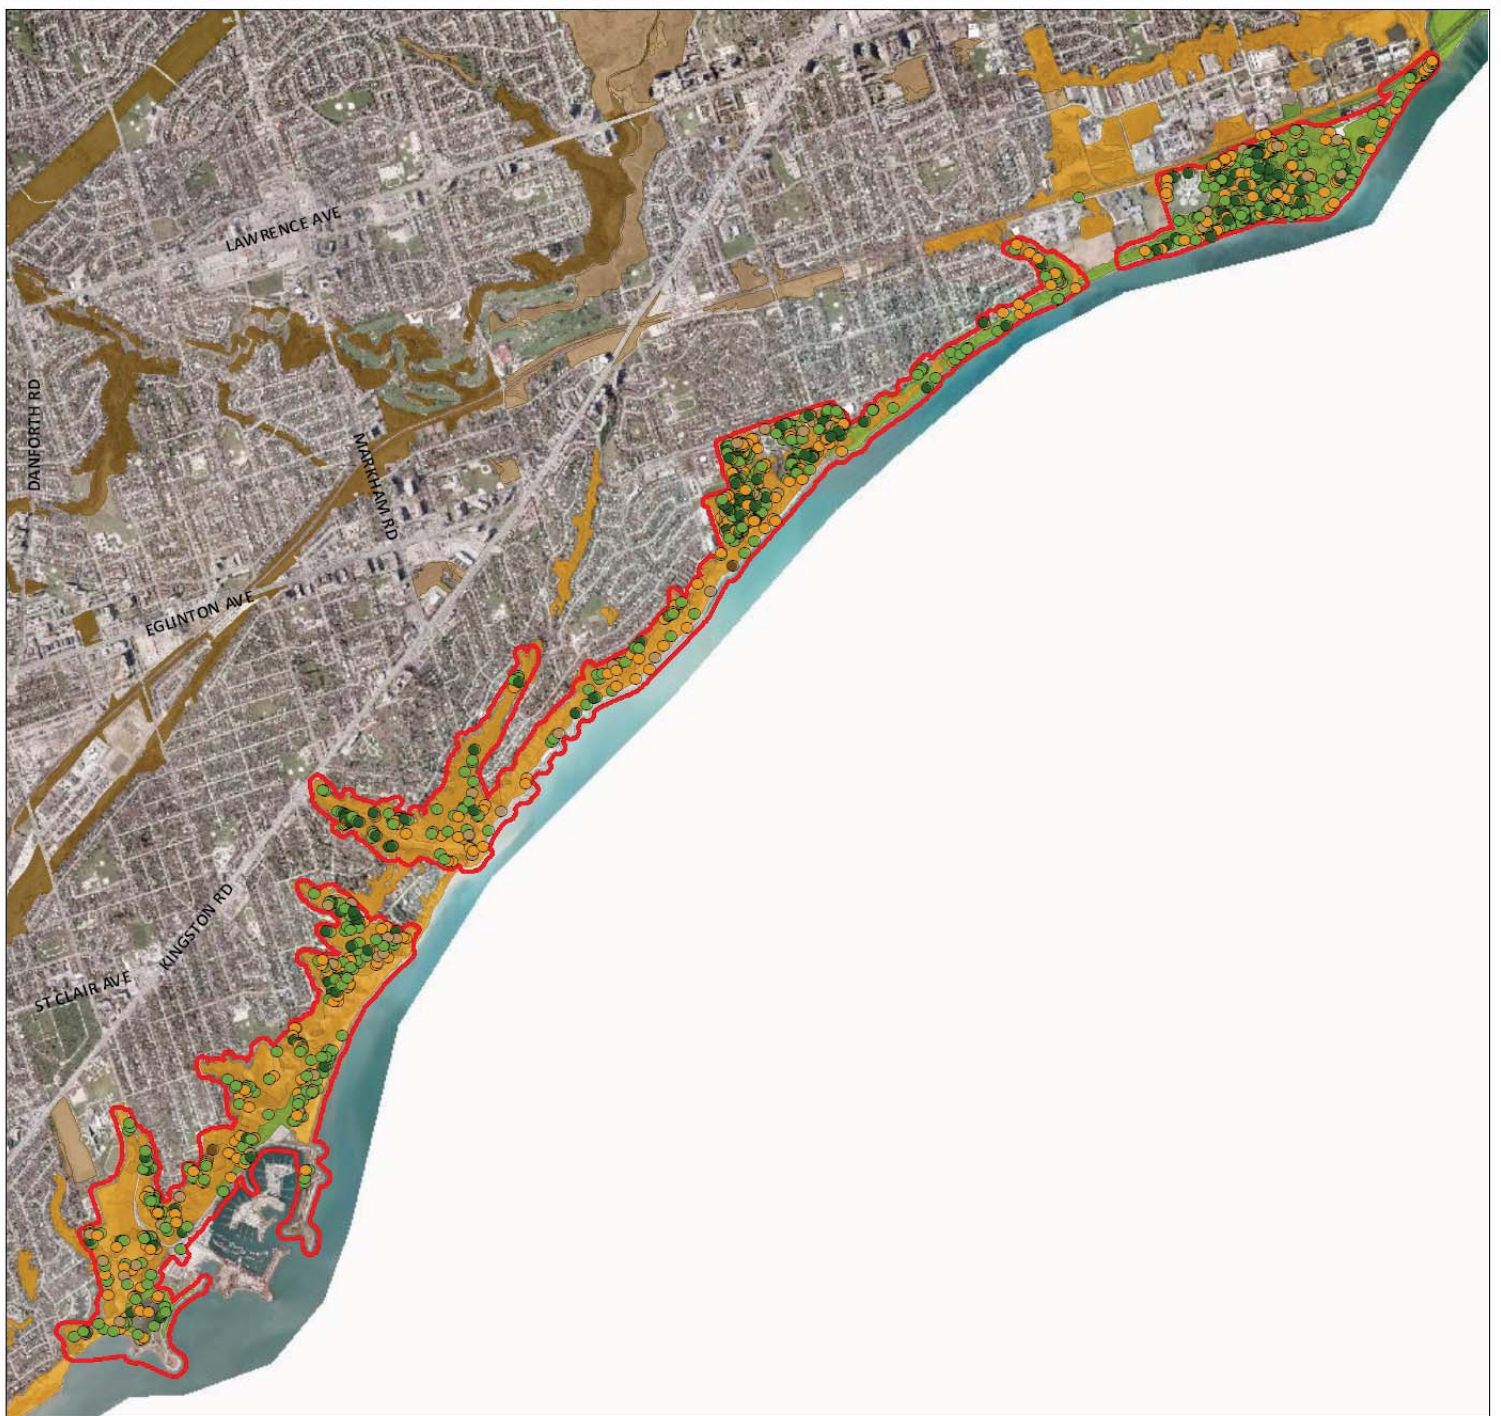 LAWRENCE AVE
DANFORTH RD
MARKHAM RD
EGLINTON AVE
KINGSTON RD
ST CLAIR AVE